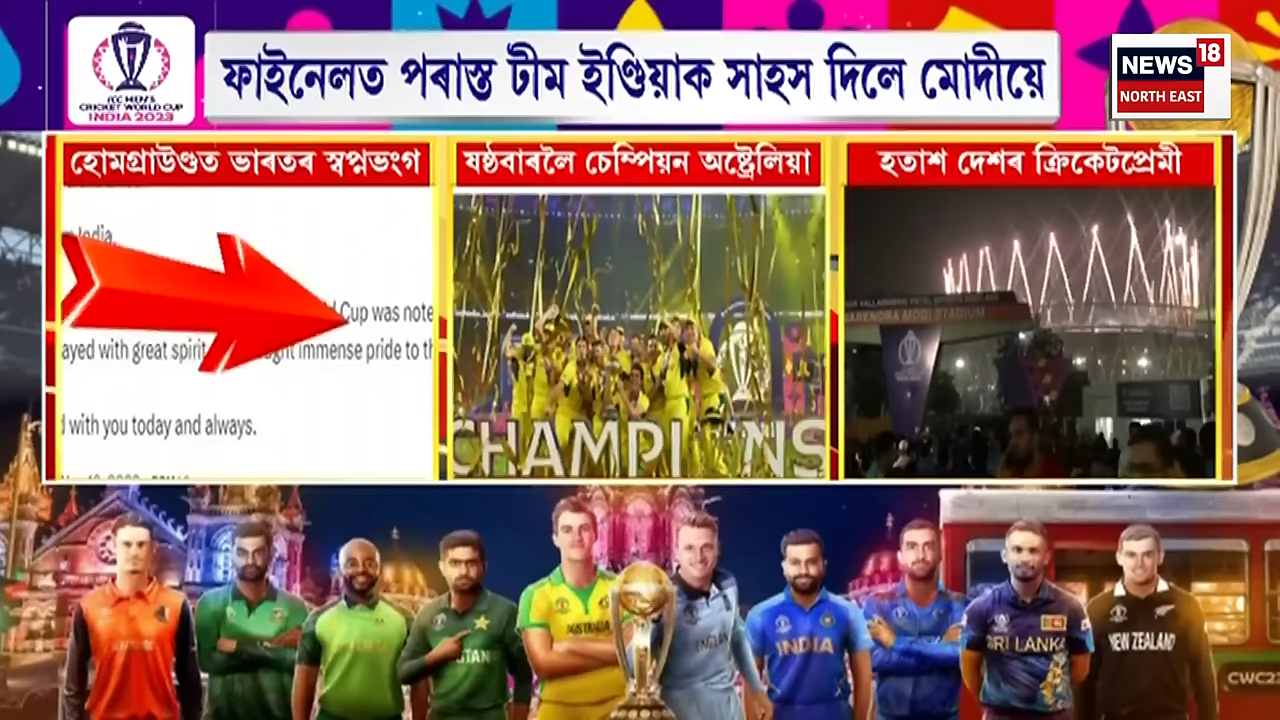 ICC MEN'S
CRICKET WORLD CUP
INDIA 2023
ফাইনেলত পৰাস্ত টীম ইণ্ডিয়াক সাহস দিলে মোদীয়ে
NEWS 18
NORTH EAST
হোমগ্ৰাউণ্ডত ভাৰতৰ স্বপ্নভংগ
ষষ্ঠবাৰলৈ চেম্পিয়ন অষ্ট্ৰেলিয়া
হতাশ দেশৰ ক্ৰিকেটপ্ৰেমী
India,
Cup was note
ayed with great spirit immense pride to th
with you today and always.
CHAMPI NS
NARENDRA MODI STADIUM
AUSTRALIA
ENGLAND
INDIA
SRI LANKA
NEW ZEALAND
CWC23